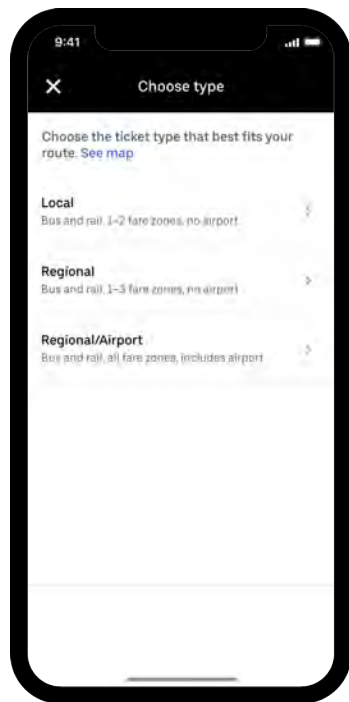 9:41
Choose type
Choose the ticket type that best fits your
route. See map
Local
Bus and rail, 1–2 fare zones, no airport
Regional
Bus and rail, 1–3 fare zones, no airport
Regional/Airport
Bus and rail, all fare zones, includes airport